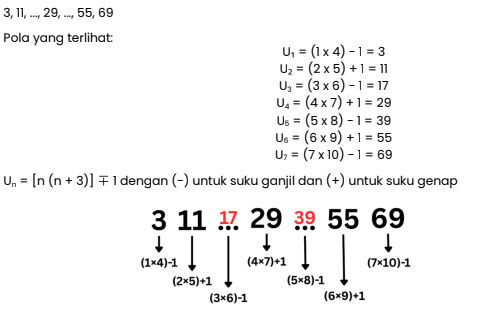 3, 11, ..., 29, ..., 55, 69
Pola yang terlihat:
U₁ = (1 x 4) - 1 = 3
U₂ = (2 x 5) + 1 = 11
U₃ = (3 x 6) - 1 = 17
U₄ = (4 x 7) + 1 = 29
U₅ = (5 x 8) - 1 = 39
U₆ = (6 x 9) + 1 = 55
U₇ = (7 x 10) - 1 = 69
Uₙ = [n (n + 3)] ∓ 1 dengan (-) untuk suku ganjil dan (+) untuk suku genap
3 11 17 29 39 55 69
... ...
(1×4)-1 (4×7)+1 (7×10)-1
(2×5)+1 (5×8)-1
(3×6)-1 (6×9)+1